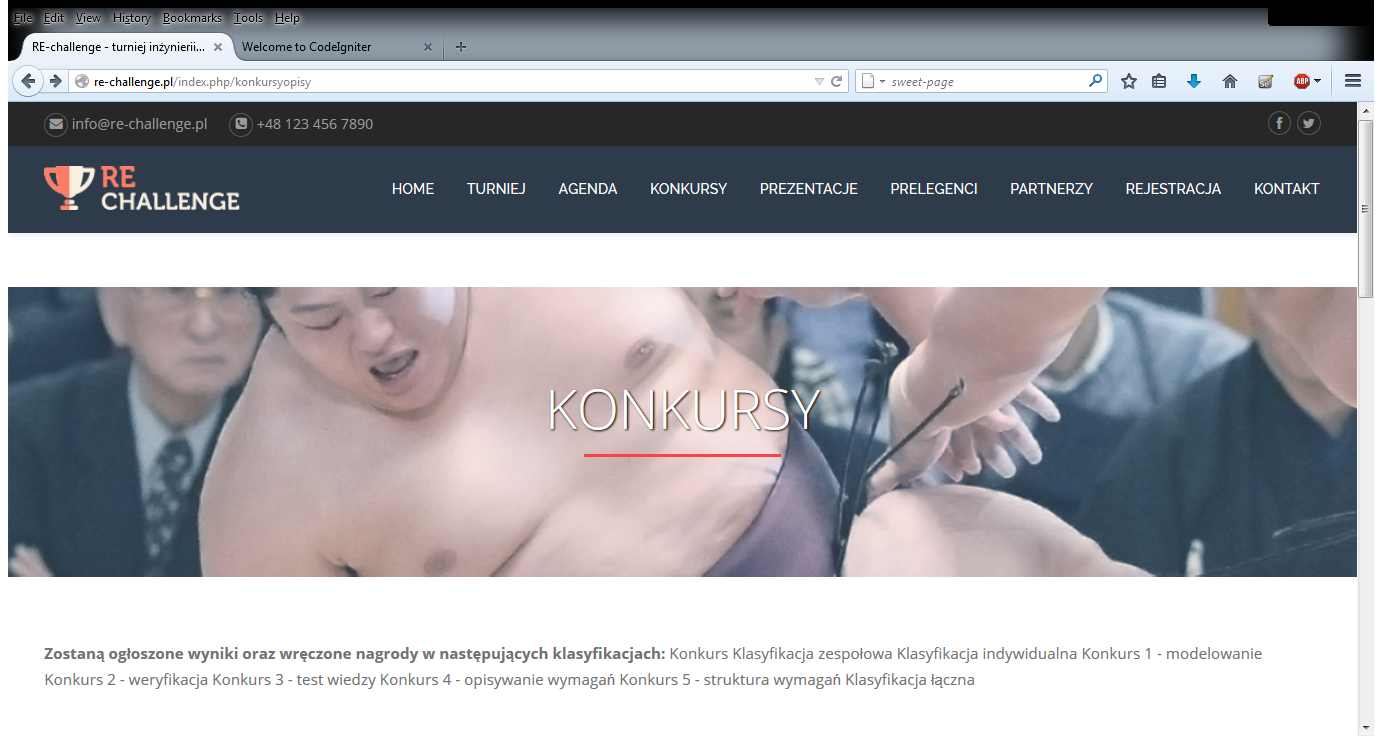 File Edit View History Bookmarks Tools Help
RE-challenge - turniej inżynierii... Welcome to CodeIgniter
re-challenge.pl/index.php/konkursyopisy sweet-page ABP
info@re-challenge.pl +48 123 456 7890
RE
CHALLENGE
HOME TURNIEJ AGENDA KONKURSY PREZENTACJE PRELEGENCI PARTNERZY REJESTRACJA KONTAKT
KONKURSY
Zostaną ogłoszone wyniki oraz wręczone nagrody w następujących klasyfikacjach: Konkurs Klasyfikacja zespołowa Klasyfikacja indywidualna Konkurs 1 - modelowanie
Konkurs 2 - weryfikacja Konkurs 3 - test wiedzy Konkurs 4 - opisywanie wymagań Konkurs 5 - struktura wymagań Klasyfikacja łączna